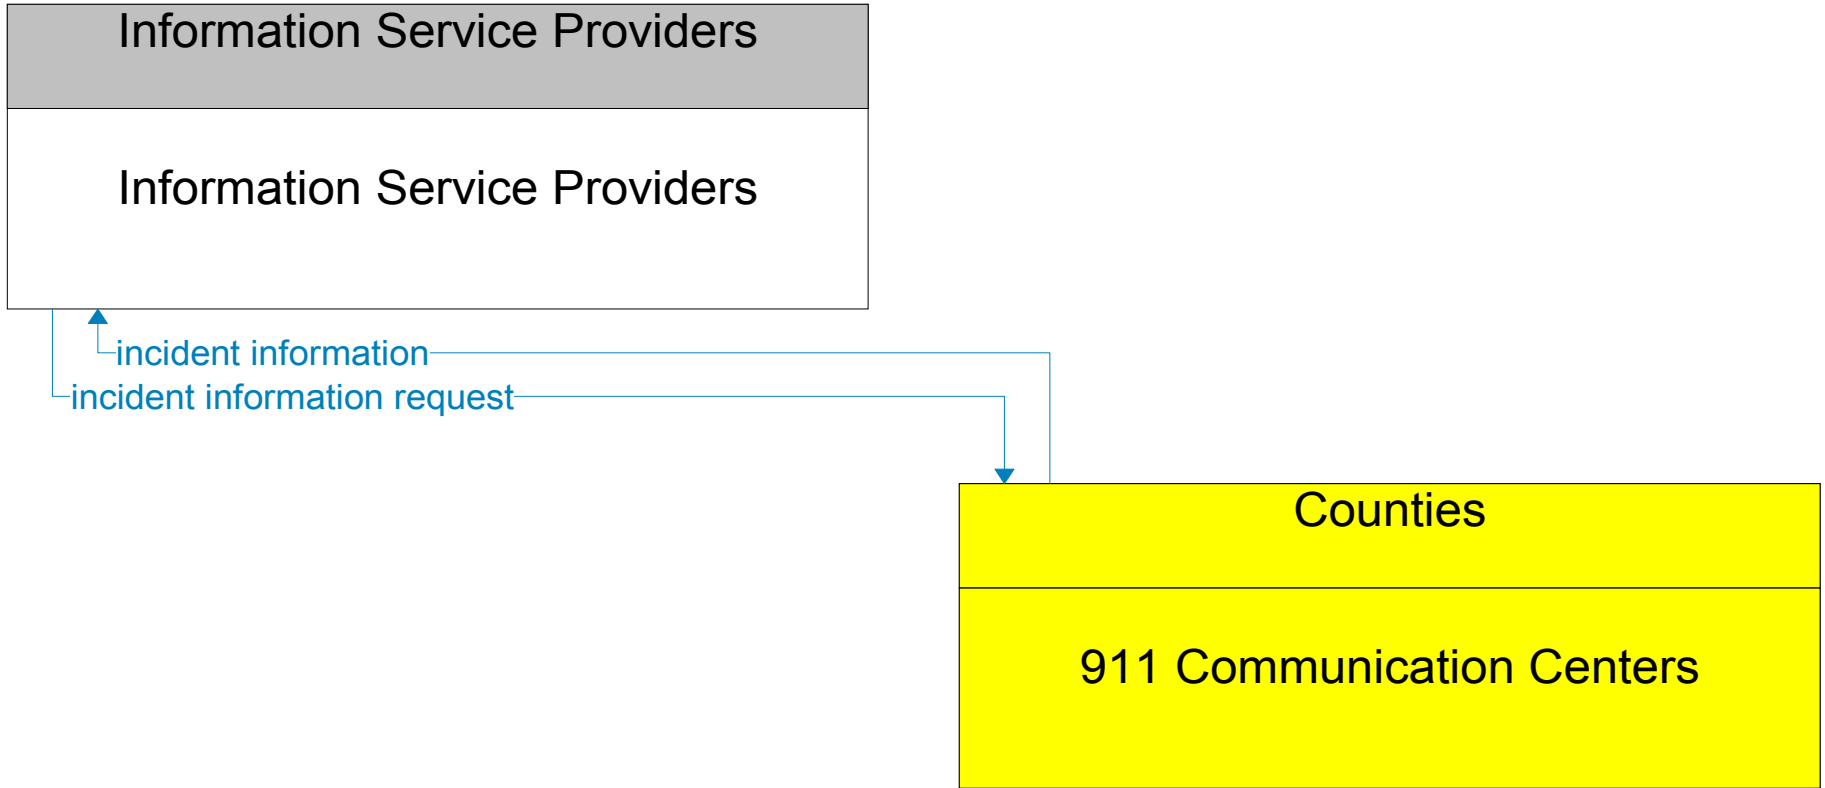 Information Service Providers
Information Service Providers
incident information
incident information request
Counties
911 Communication Centers